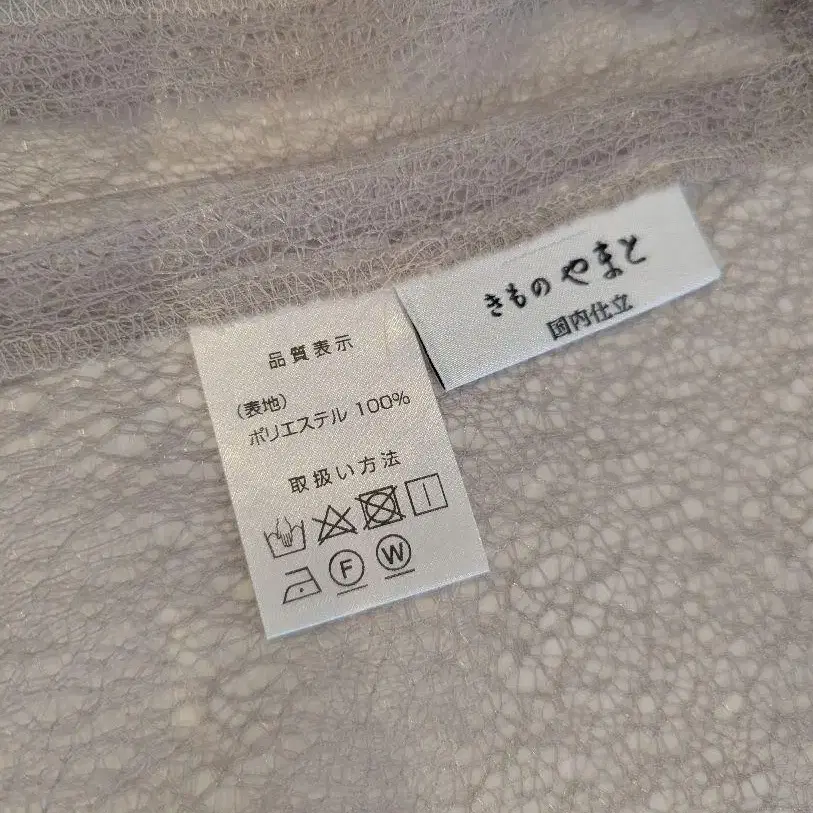 きもの やまと
国内仕立
品質表示
（表地）
ポリエステル 100%
取扱い方法
F W